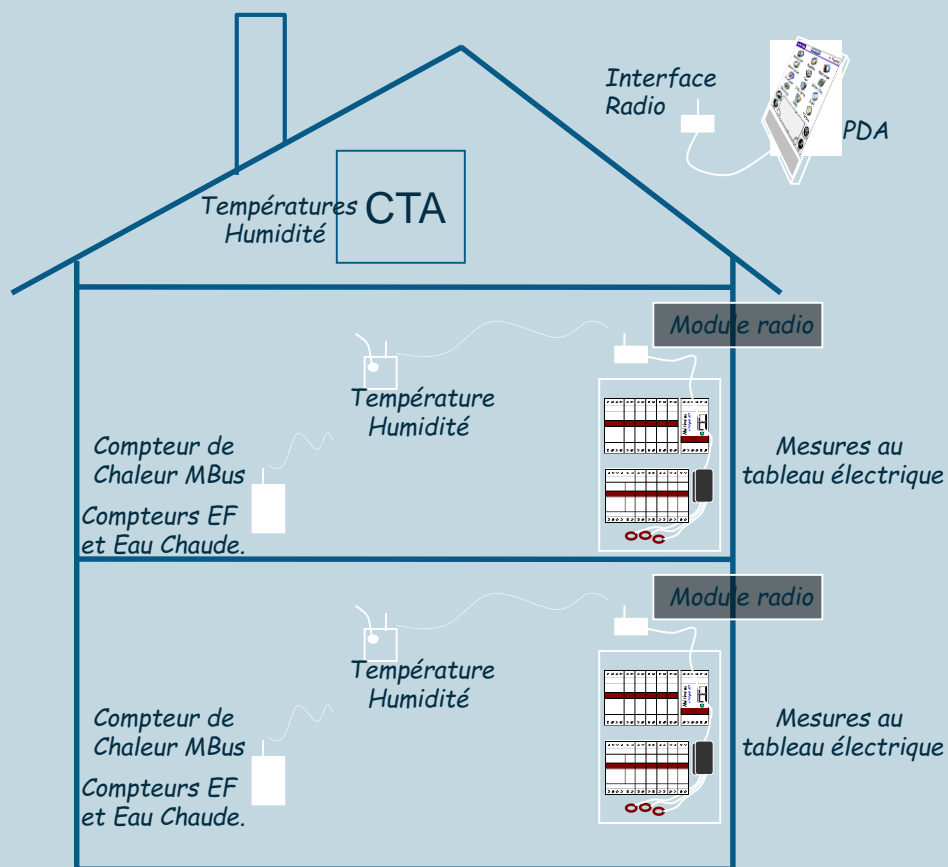 Interface
Radio
PDA
Températures
Humidité
CTA
Module radio
Température
Humidité
Compteur de
Chaleur MBus
Compteurs EF
et Eau Chaude.
Mesures au
tableau électrique
Module radio
Température
Humidité
Compteur de
Chaleur MBus
Compteurs EF
et Eau Chaude.
Mesures au
tableau électrique